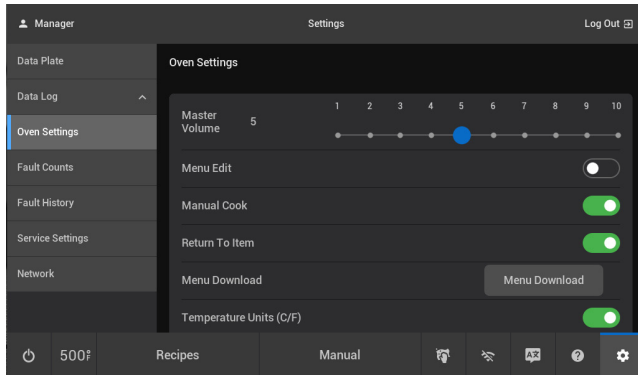 Manager
Settings
Log Out
Data Plate
Data Log
Oven Settings
Fault Counts
Fault History
Service Settings
Network
Oven Settings
Master
Volume
5
1 2 3 4 5 6 7 8 9 10
Menu Edit
Manual Cook
Return To Item
Menu Download
Menu Download
Temperature Units (C/F)
500
Recipes
Manual